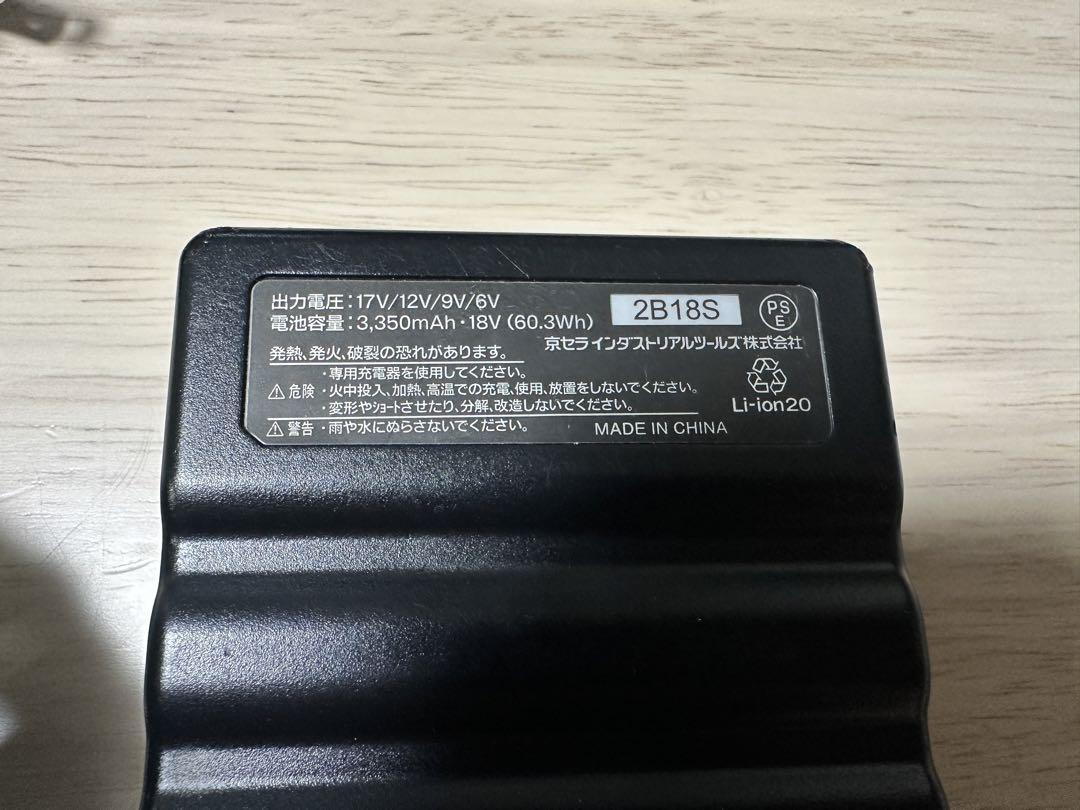 出力電圧:17V/12V/9V/6V
電池容量:3,350mAh・18V (60.3Wh)
2B18S
PS
E
京セラインダストリアルツールズ株式会社
発熱、発火、破裂の恐れがあります。
・専用充電器を使用してください。
⚠危険 ・火中投入、加熱、高温での充電、使用、放置をしないでください。
・変形やショートさせたり、分解、改造しないでください。
Li-ion20
⚠警告 ・雨や水にぬらさないでください。
MADE IN CHINA